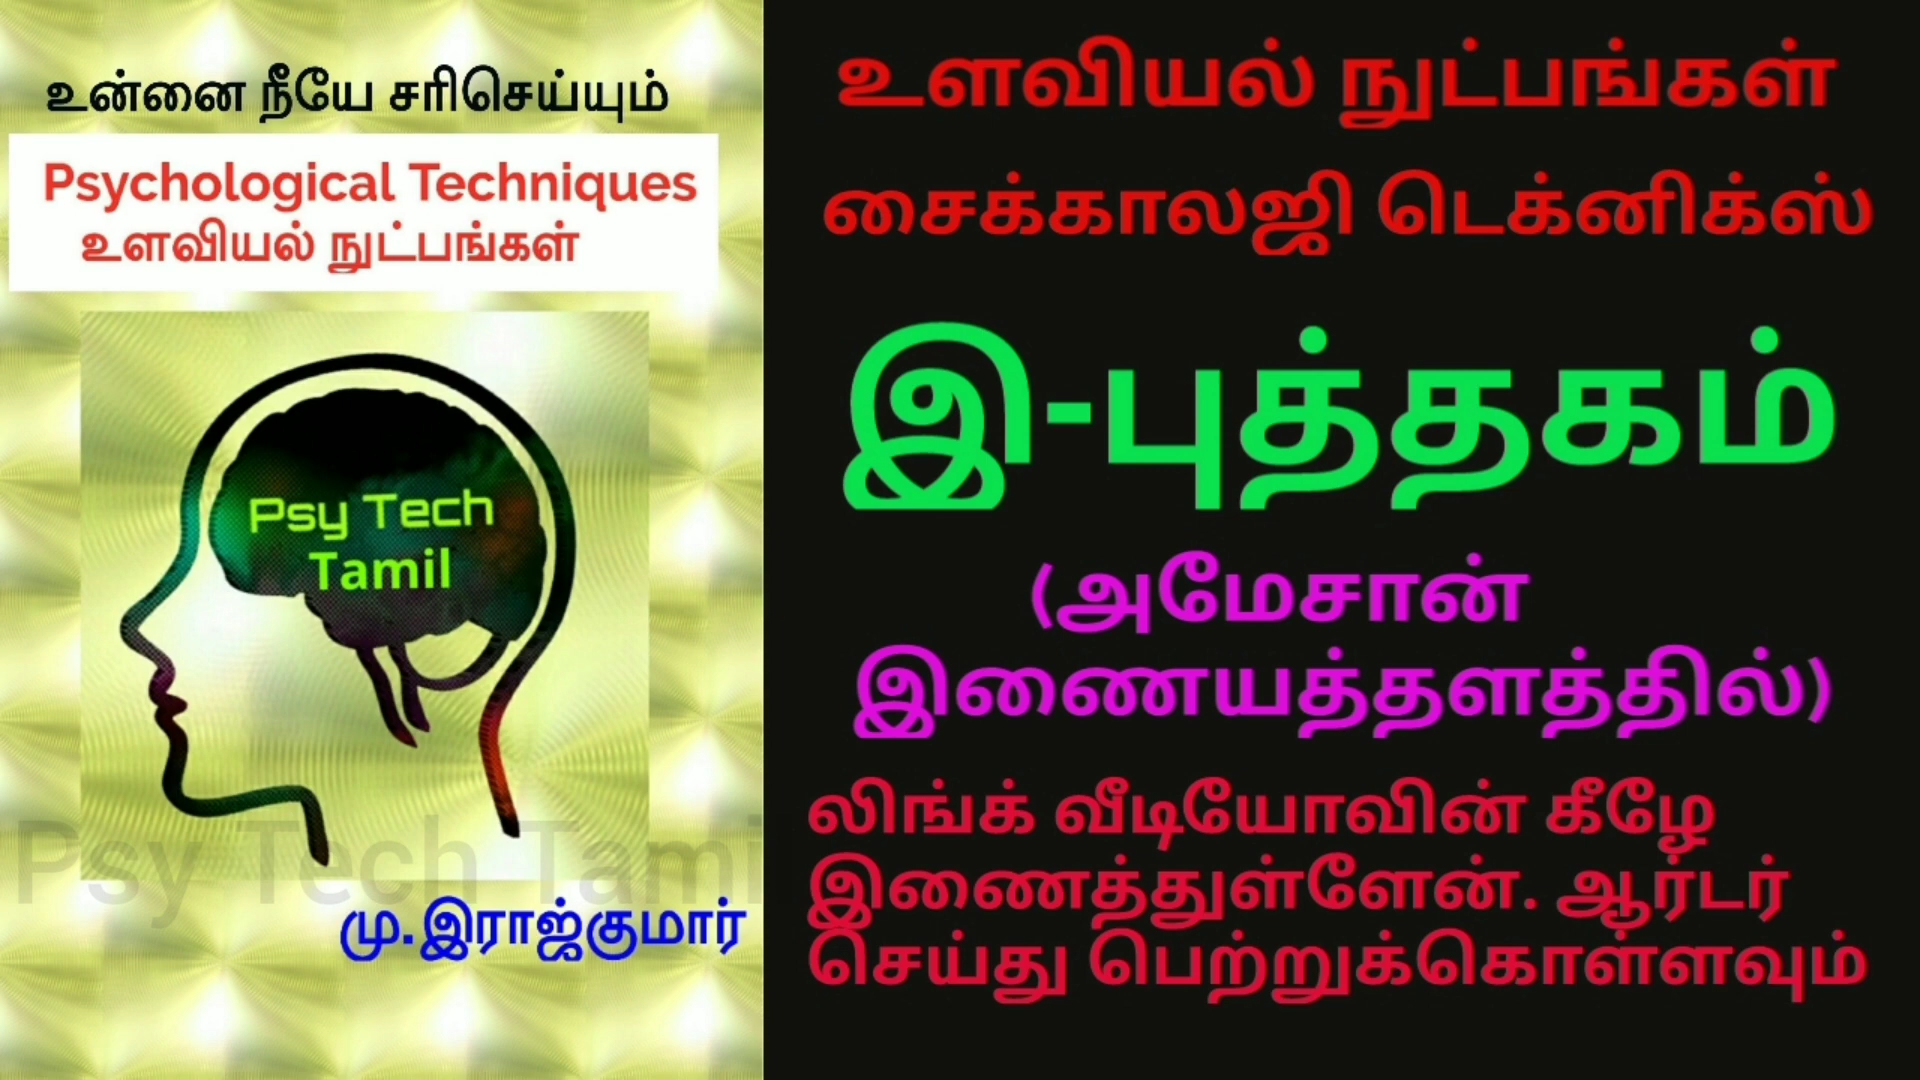 உன்னை நீயே சரிசெய்யும்
Psychological Techniques
உளவியல் நுட்பங்கள்
Psy Tech
Tamil
Psy Tech Tami
மு.இராஜ்குமார்
உளவியல் நுட்பங்கள்
சைக்காலஜி டெக்னிக்ஸ்
இ-புத்தகம்
(அமேசான்
இணையத்தளத்தில்)
லிங்க் வீடியோவின் கீழே
இணைத்துள்ளேன். ஆர்டர்
செய்து பெற்றுக்கொள்ளவும்